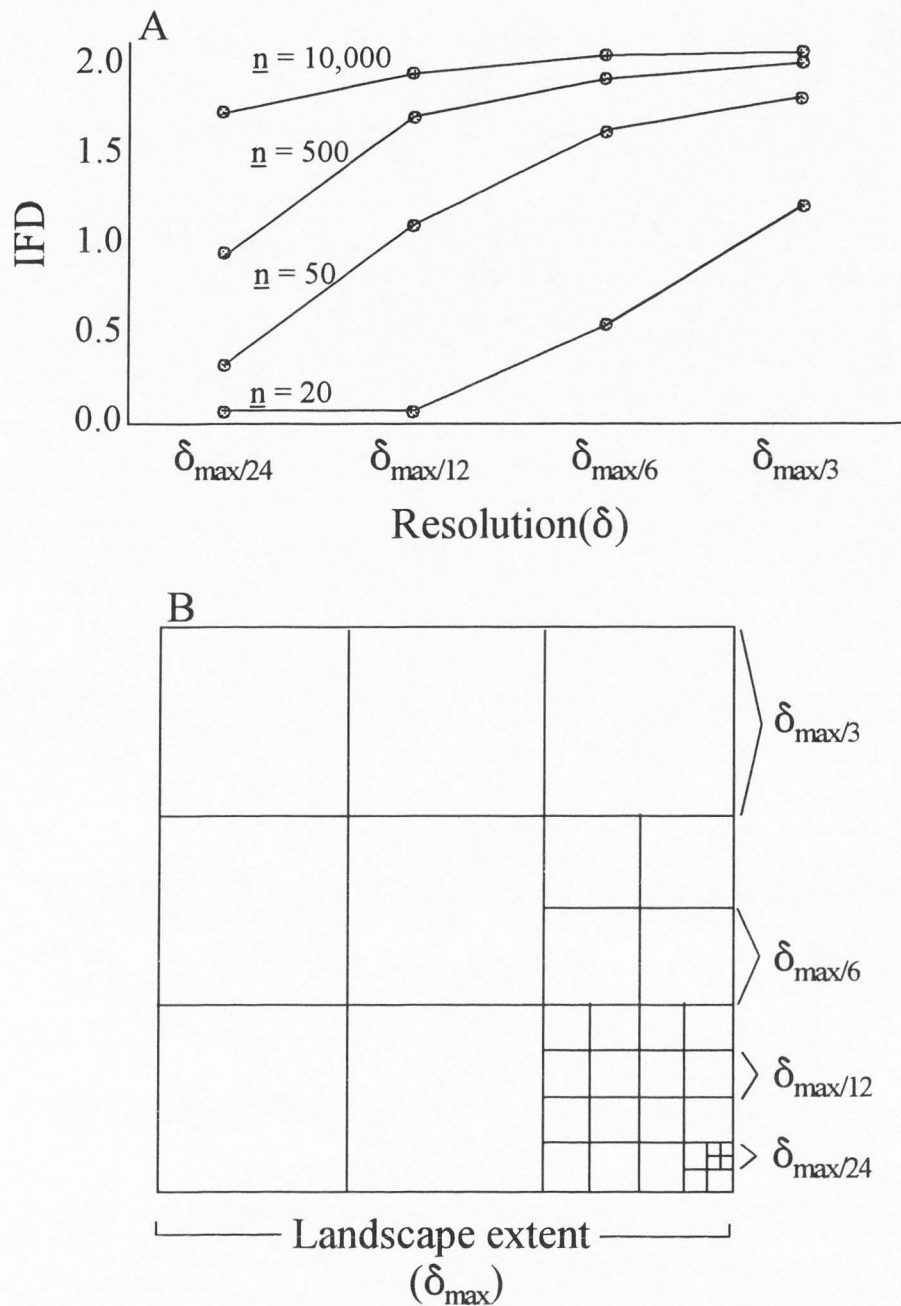 A
2.0
1.5
1.0
0.5
0.0
IFD
n = 10,000
n = 500
n = 50
n = 20
δmax/24
δmax/12
δmax/6
δmax/3
Resolution(δ)
B
δmax/3
δmax/6
δmax/12
δmax/24
Landscape extent
(δmax)